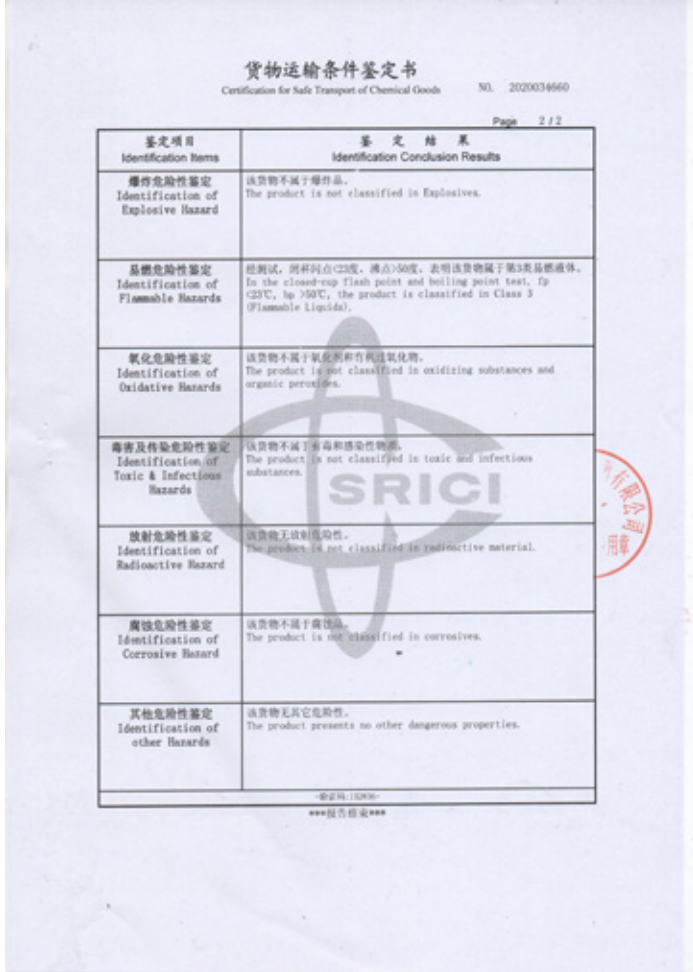 货物运输条件鉴定书
Certification for Safe Transport of Chemical Goods
NO. 2020034660
Page 2 / 2
鉴定项目
Identification Items
鉴 定 结 果
Identification Conclusion Results
爆炸危险性鉴定
Identification of
Explosive Hazard
该货物不属于爆炸品。
The product is not classified in Explosives.
易燃危险性鉴定
Identification of
Flammable Hazards
经测试，闭杯闪点<23度，沸点>50度，表明该货物属于第3类易燃液体。
In the closed-cup flash point and boiling point test, fp
<23℃, bp >50℃, the product is classified in Class 3
(Flammable Liquids).
氧化危险性鉴定
Identification of
Oxidative Hazards
该货物不属于氧化剂和有机过氧化物。
The product is not classified in oxidizing substances and
organic peroxides.
毒害及传染危险性鉴定
Identification of
Toxic & Infectious
Hazards
该货物不属于有毒和感染性物质。
The product is not classified in toxic and infectious
substances.
SRICI
放射危险性鉴定
Identification of
Radioactive Hazard
该货物无放射危险性。
The product is not classified in radioactive material.
腐蚀危险性鉴定
Identification of
Corrosive Hazard
该货物不属于腐蚀品。
The product is not classified in corrosives.
其他危险性鉴定
Identification of
other Hazards
该货物无其它危险性。
The product presents no other dangerous properties.
***报告结束***
有限公司
用章